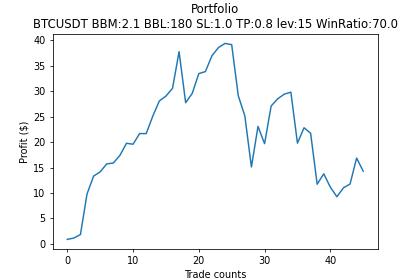 Portfolio
BTCUSDT BBM:2.1 BBL:180 SL:1.0 TP:0.8 lev:15 WinRatio:70.0
40
35
30
25
20
15
10
5
0
Profit ($)
0 10 20 30 40
Trade counts